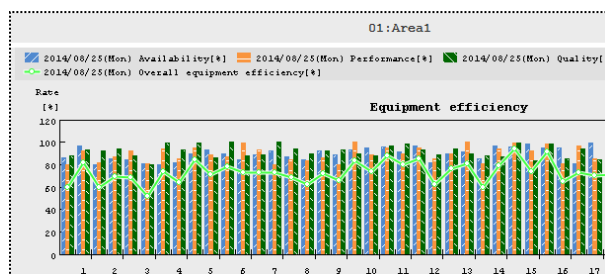 01:Area1
2014/08/25(Mon) Availability[%] 2014/08/25(Mon) Performance[%] 2014/08/25(Mon) Quality[
2014/08/25(Mon) Overall equipment efficiency[%]
Rate
[%]
Equipment efficiency
120
100
80
60
40
20
0
1 2 3 4 5 6 7 8 9 10 11 12 13 14 15 16 17